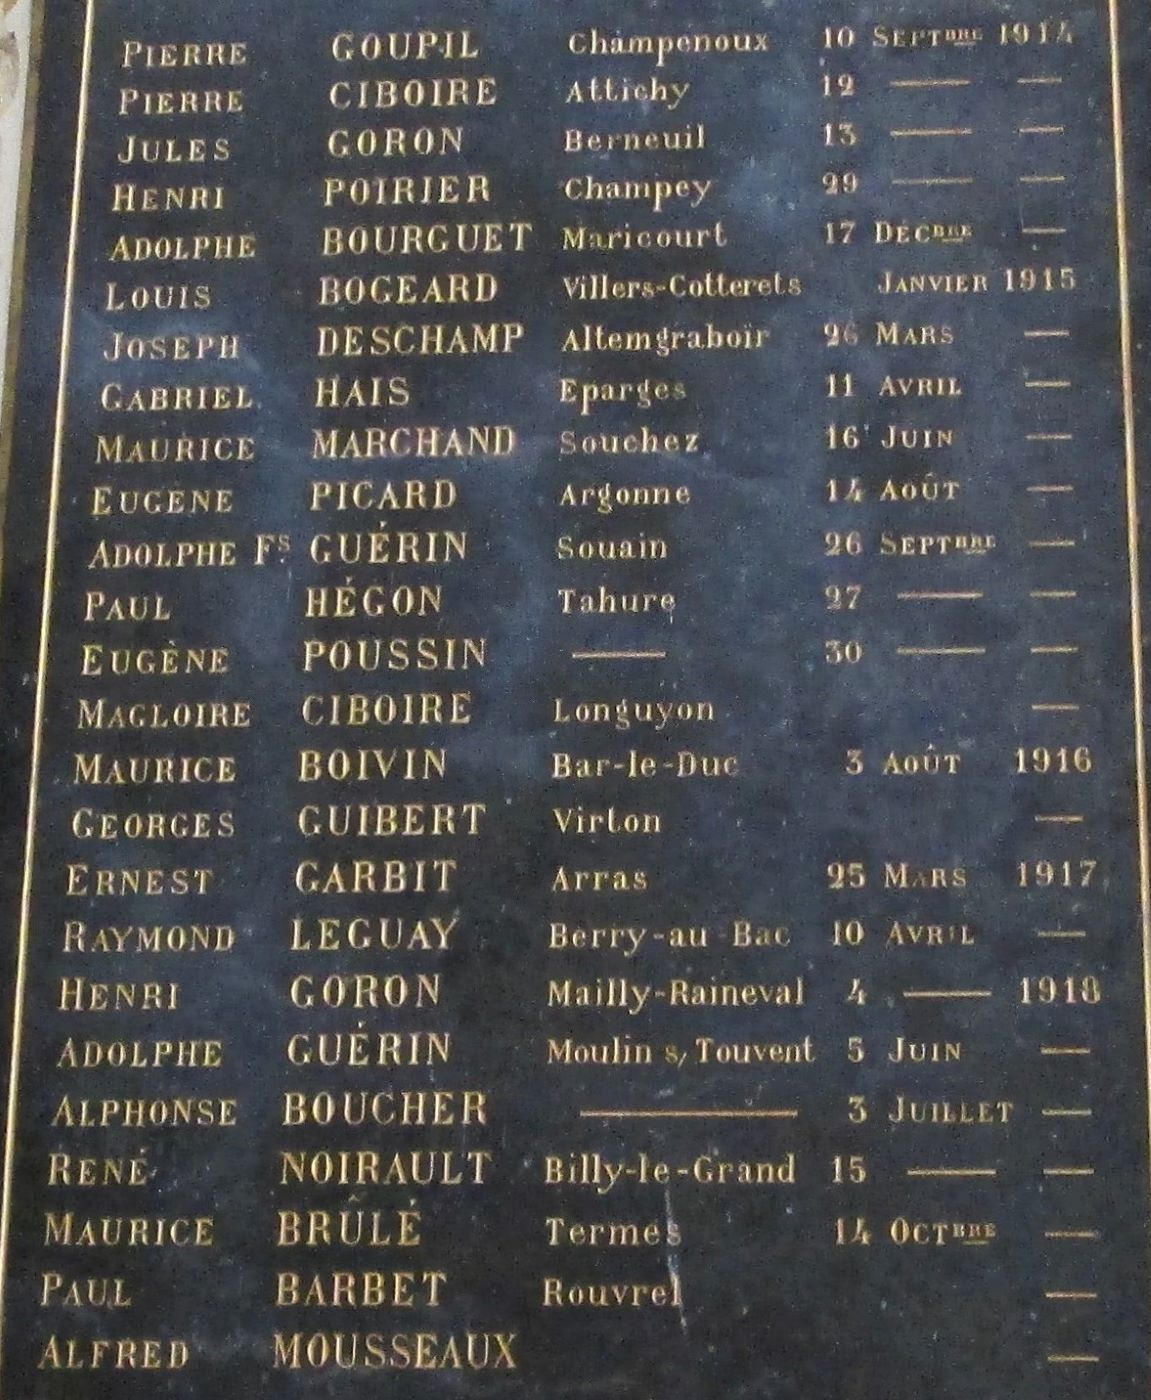 PIERRE GOUPIL Champenoux 10 SEPTBRE 1914
PIERRE CIBOIRE Attichy 12 — —
JULES GORON Berneuil 13 — —
HENRI POIRIER Champey 29 — —
ADOLPHE BOURGUET Maricourt 17 DÉCBRE —
LOUIS BOGEARD Villers-Cotterets JANVIER 1915
JOSEPH DESCHAMP Altemgraboïr 26 MARS —
GABRIEL HAIS Eparges 11 AVRIL —
MAURICE MARCHAND Souchez 16 JUIN —
EUGÈNE PICARD Argonne 14 AOÛT —
ADOLPHE FS GUÉRIN Souain 26 SEPTBRE —
PAUL HÉGON Tahure 27 — —
EUGÈNE POUSSIN — 30 — —
MAGLOIRE CIBOIRE Longuyon —
MAURICE BOIVIN Bar-le-Duc 3 AOÛT 1916
GEORGES GUIBERT Virton —
ERNEST GARBIT Arras 25 MARS 1917
RAYMOND LEGUAY Berry-au-Bac 10 AVRIL —
HENRI GORON Mailly-Raineval 4 — 1918
ADOLPHE GUÉRIN Moulin s/ Touvent 5 JUIN —
ALPHONSE BOUCHER — 3 JUILLET —
RENÉ NOIRAULT Billy-le-Grand 15 — —
MAURICE BRÛLÉ Termes 14 OCTBRE —
PAUL BARBET Rouvrel —
ALFRED MOUSSEAUX —